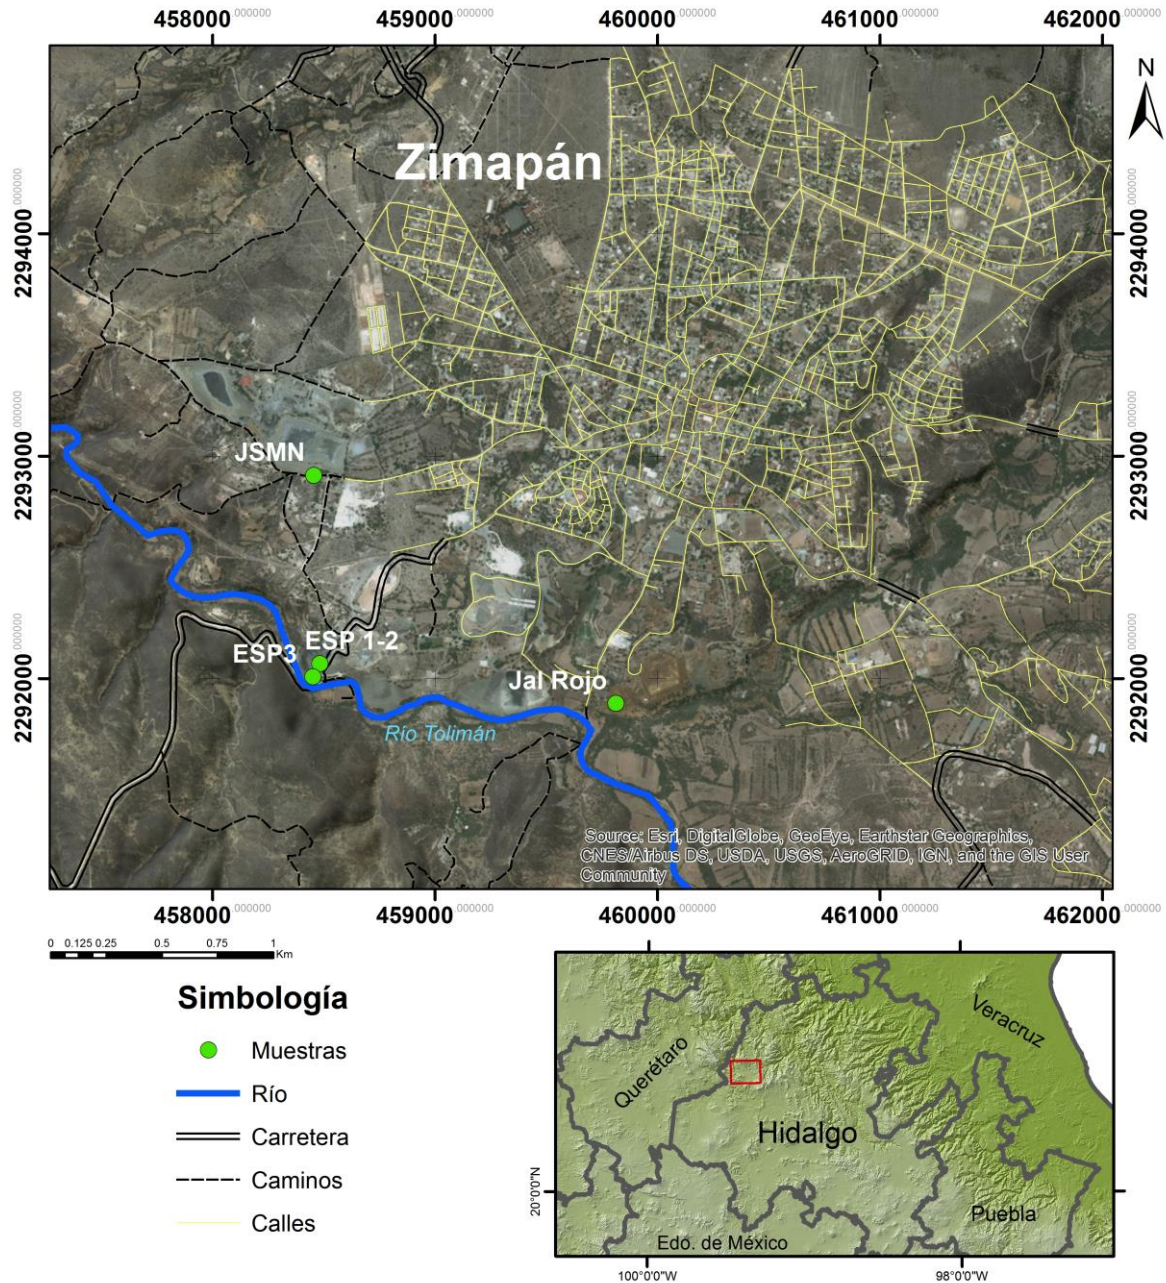 458000.000000 459000.000000 460000.000000 461000.000000 462000.000000
N
Zimapán
2294000.000000 2294000.000000
2293000.000000 2293000.000000
2292000.000000 2292000.000000
JSMN
ESP 1-2
ESP3
Jal Rojo
Río Tolimán
Source: Esri, DigitalGlobe, GeoEye, Earthstar Geographics,
CNES/Airbus DS, USDA, USGS, AeroGRID, IGN, and the GIS User
Community
458000.000000 459000.000000 460000.000000 461000.000000 462000.000000
0 0.125 0.25 0.5 0.75 1
Km
Simbología
Muestras
Río
Carretera
Caminos
Calles
Veracruz
Querétaro
Hidalgo
Puebla
Edo. de México
20°0'0"N
100°0'0"W 98°0'0"W